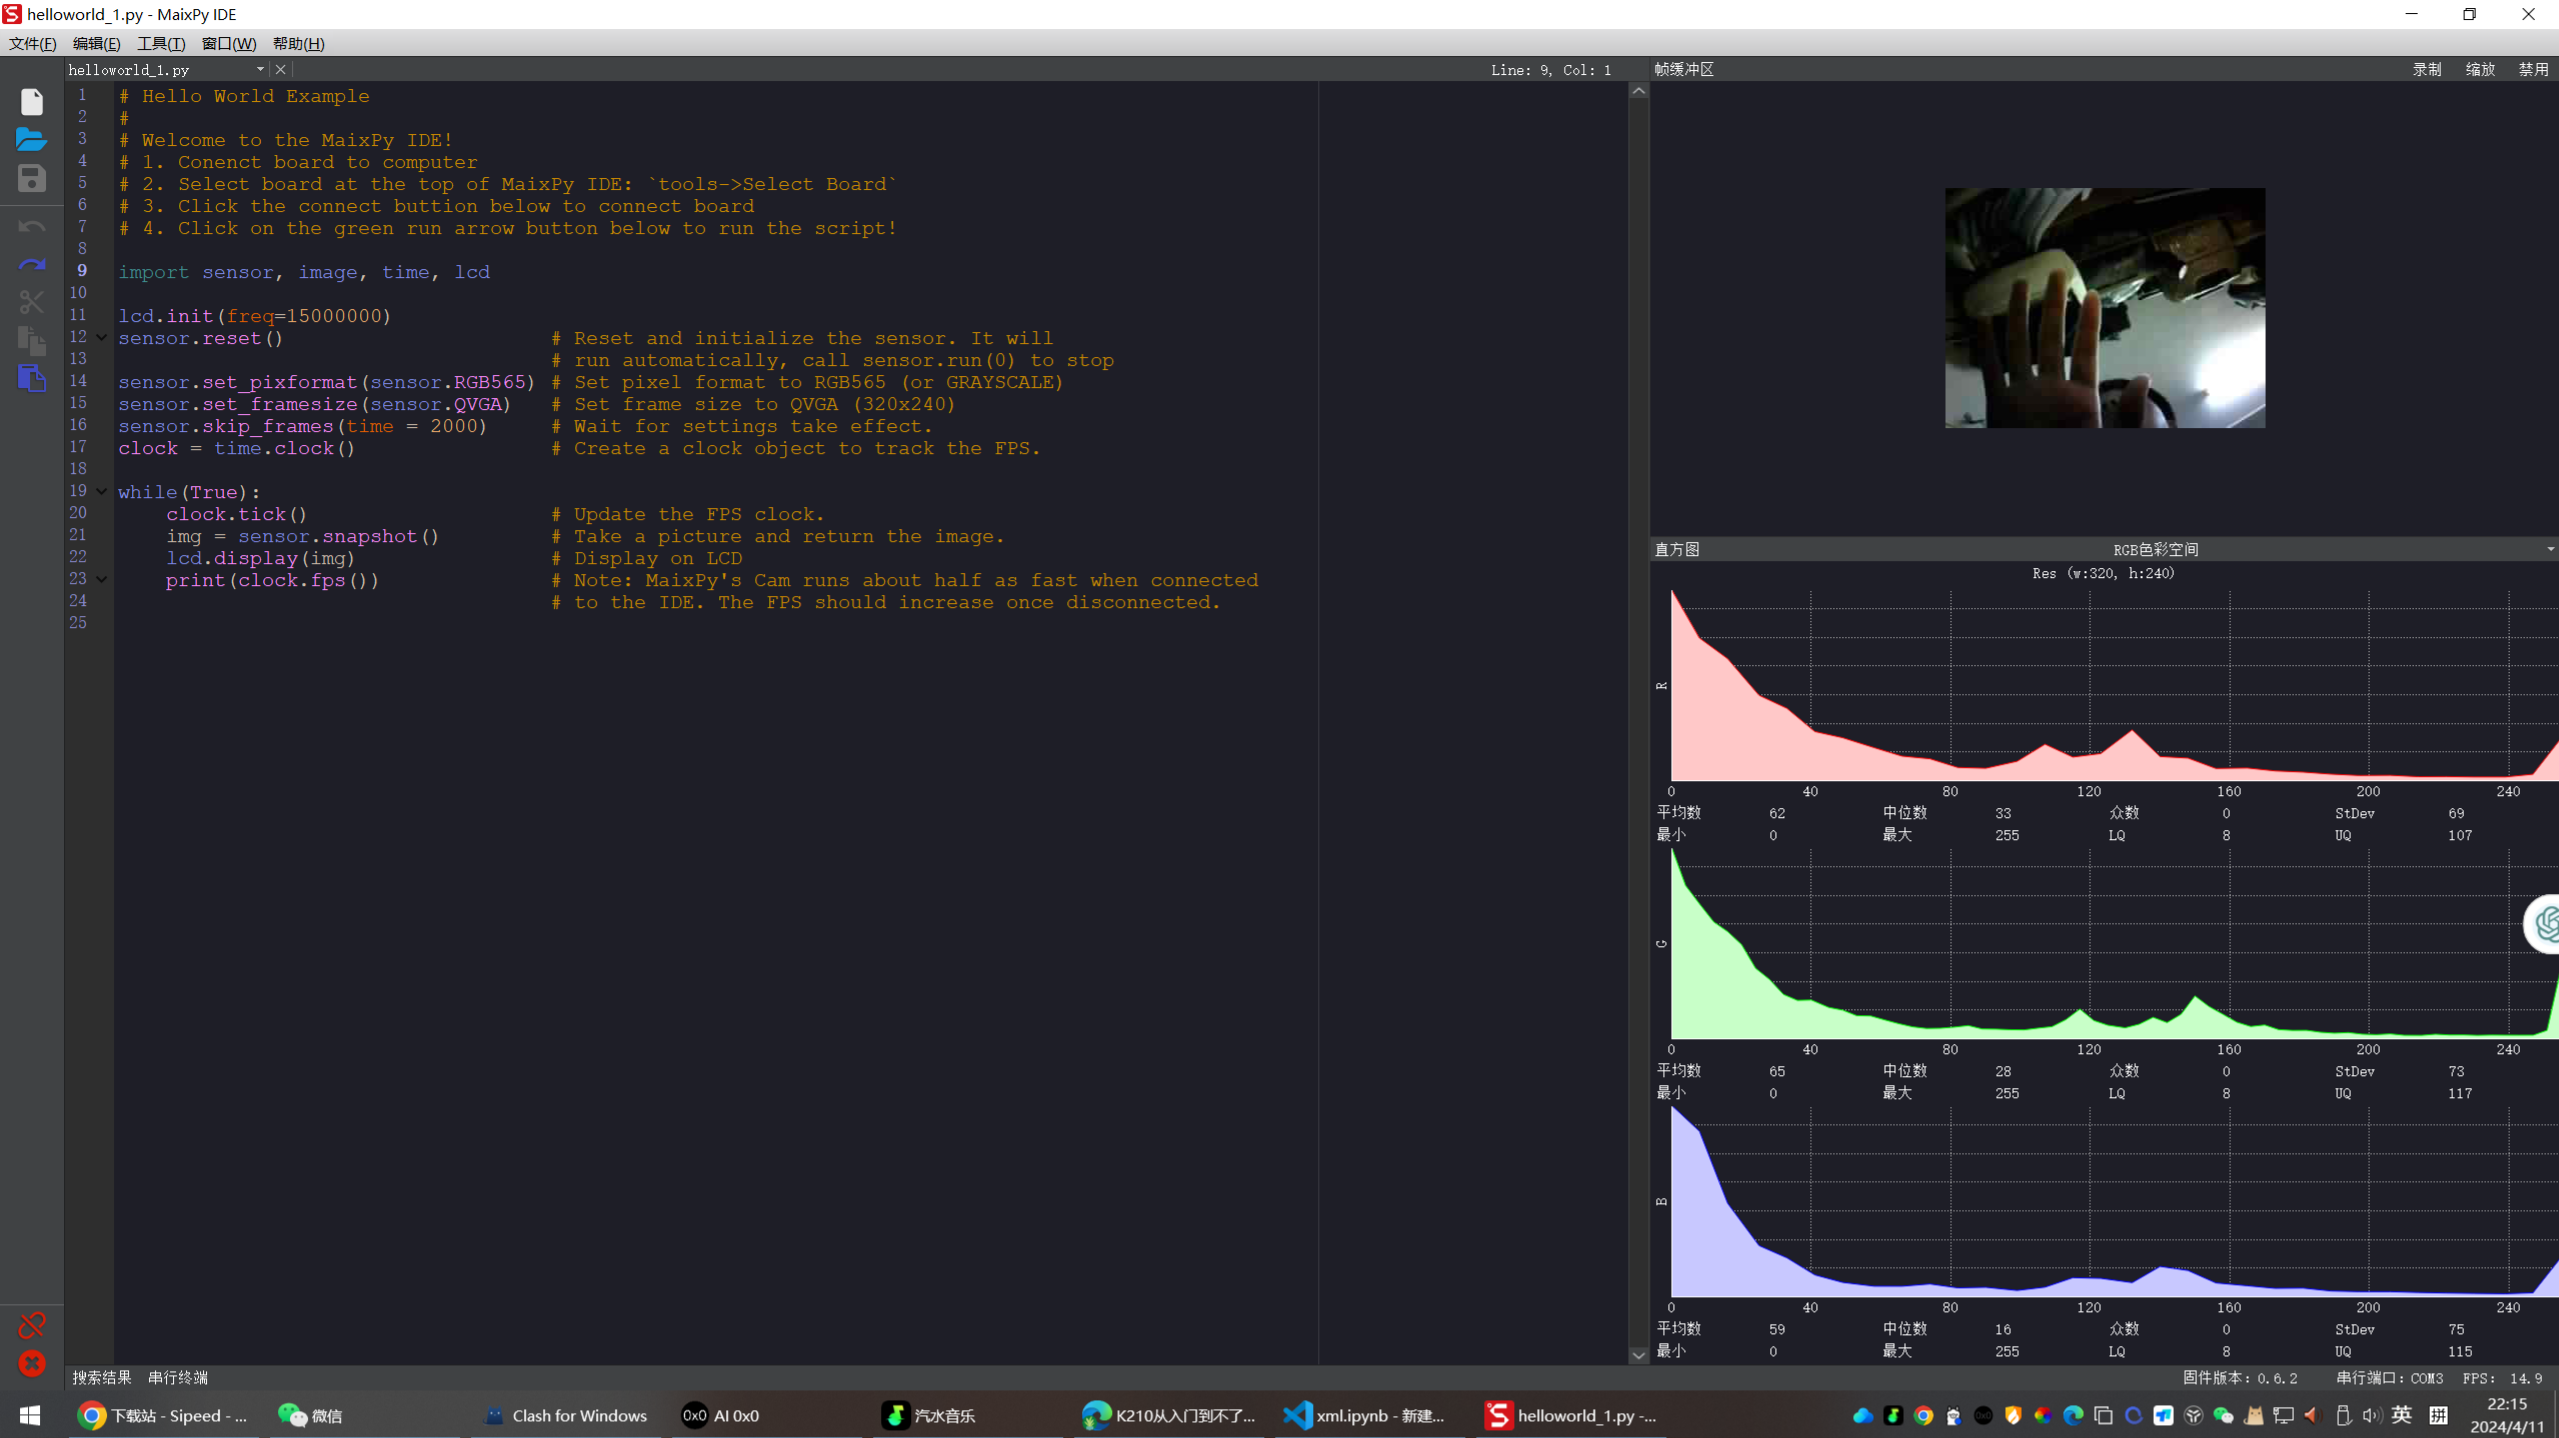 helloworld_1.py - MaixPy IDE
文件(F) 编辑(E) 工具(T) 窗口(W) 帮助(H)
helloworld_1.py
Line: 9, Col: 1
帧缓冲区
录制 缩放 禁用
1 # Hello World Example
2 #
3 # Welcome to the MaixPy IDE!
4 # 1. Conenct board to computer
5 # 2. Select board at the top of MaixPy IDE: `tools->Select Board`
6 # 3. Click the connect buttion below to connect board
7 # 4. Click on the green run arrow button below to run the script!
8
9 import sensor, image, time, lcd
10
11 lcd.init(freq=15000000)
12 sensor.reset() # Reset and initialize the sensor. It will
13 # run automatically, call sensor.run(0) to stop
14 sensor.set_pixformat(sensor.RGB565) # Set pixel format to RGB565 (or GRAYSCALE)
15 sensor.set_framesize(sensor.QVGA) # Set frame size to QVGA (320x240)
16 sensor.skip_frames(time = 2000) # Wait for settings take effect.
17 clock = time.clock() # Create a clock object to track the FPS.
18
19 while(True):
20 clock.tick() # Update the FPS clock.
21 img = sensor.snapshot() # Take a picture and return the image.
22 lcd.display(img) # Display on LCD
23 print(clock.fps()) # Note: MaixPy's Cam runs about half as fast when connected
24 # to the IDE. The FPS should increase once disconnected.
25
直方图 RGB色彩空间
Res (w:320, h:240)
R
0 40 80 120 160 200 240
平均数 62 中位数 33 众数 0 StDev 69
最小 0 最大 255 LQ 8 UQ 107
G
0 40 80 120 160 200 240
平均数 65 中位数 28 众数 0 StDev 73
最小 0 最大 255 LQ 8 UQ 117
B
0 40 80 120 160 200 240
平均数 59 中位数 16 众数 0 StDev 75
最小 0 最大 255 LQ 8 UQ 115
搜索结果 串行终端
固件版本：0.6.2 串行端口：COM3 FPS: 14.9
下载站 - Sipeed - ...
微信
Clash for Windows
0x0 AI 0x0
汽水音乐
K210从入门到不了...
xml.ipynb - 新建...
helloworld_1.py -...
英 拼
22:15
2024/4/11